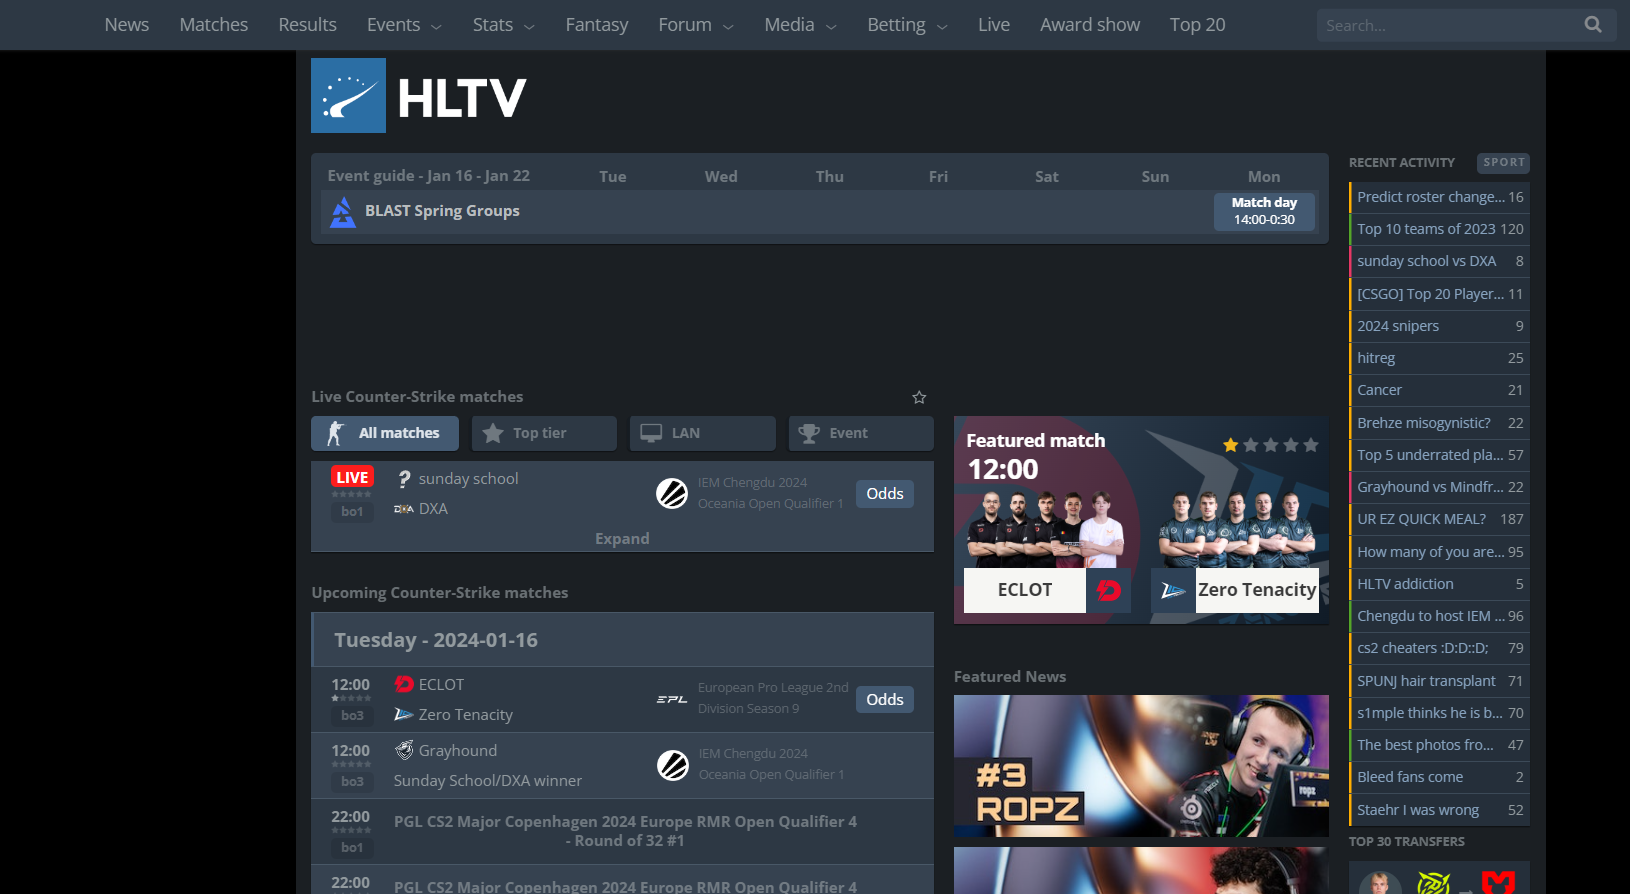 News Matches Results Events Stats Fantasy Forum Media Betting Live Award show Top 20 Search...
HLTV
Event guide - Jan 16 - Jan 22 Tue Wed Thu Fri Sat Sun Mon
BLAST Spring Groups
Match day
14:00-0:30
Live Counter-Strike matches
All matches Top tier LAN Event
LIVE sunday school
bo1 DXA
IEM Chengdu 2024
Oceania Open Qualifier 1
Odds
Expand
Upcoming Counter-Strike matches
Tuesday - 2024-01-16
12:00 ECLOT
bo3 Zero Tenacity
EPL
European Pro League 2nd
Division Season 9
Odds
12:00 Grayhound
bo3 Sunday School/DXA winner
IEM Chengdu 2024
Oceania Open Qualifier 1
22:00 PGL CS2 Major Copenhagen 2024 Europe RMR Open Qualifier 4
bo1 - Round of 32 #1
22:00 PGL CS2 Major Copenhagen 2024 Europe RMR Open Qualifier 4
Featured match
12:00
ECLOT Zero Tenacity
Featured News
#3
ROPZ
ropz
RECENT ACTIVITY SPORT
Predict roster change... 16
Top 10 teams of 2023 120
sunday school vs DXA 8
[CSGO] Top 20 Player... 11
2024 snipers 9
hitreg 25
Cancer 21
Brehze misogynistic? 22
Top 5 underrated pla... 57
Grayhound vs Mindfr... 22
UR EZ QUICK MEAL? 187
How many of you are... 95
HLTV addiction 5
Chengdu to host IEM ... 96
cs2 cheaters :D:D::D; 79
SPUNJ hair transplant 71
s1mple thinks he is b... 70
The best photos fro... 47
Bleed fans come 2
Staehr I was wrong 52
TOP 30 TRANSFERS